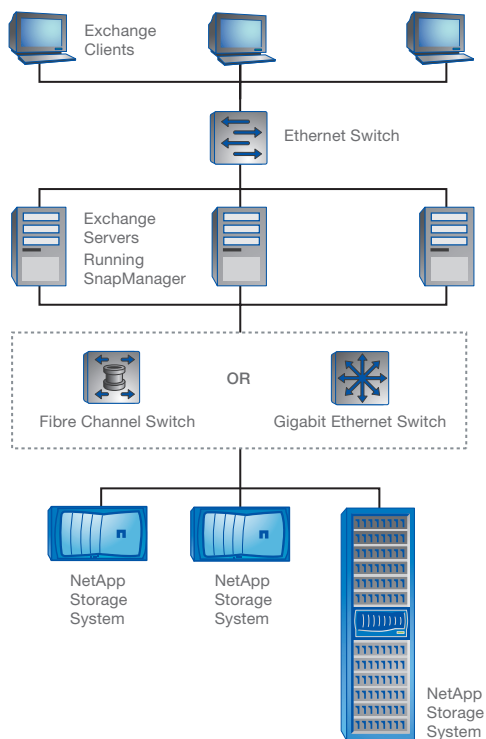 Exchange
Clients
Ethernet Switch
Exchange
Servers
Running
SnapManager
OR
Fibre Channel Switch
Gigabit Ethernet Switch
NetApp
Storage
System
NetApp
Storage
System
NetApp
Storage
System